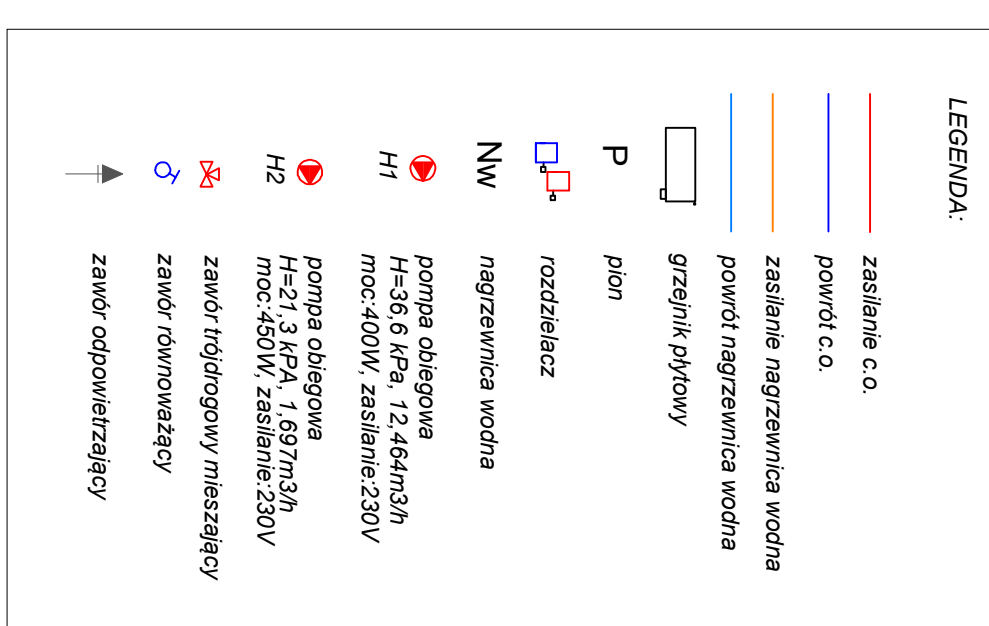 LEGENDA:
zasilanie c.o.
powrót c.o.
zasilanie nagrzewnica wodna
powrót nagrzewnica wodna
grzejnik płytowy
P pion
rozdzielacz
Nw nagrzewnica wodna
H1 pompa obiegowa
H=36,6 kPa, 12,464m3/h
moc:400W, zasilanie:230V
H2 pompa obiegowa
H=21,3 kPA, 1,697m3/h
moc:450W, zasilanie:230V
zawór trójdrogowy mieszający
zawór równoważący
zawór odpowietrzający